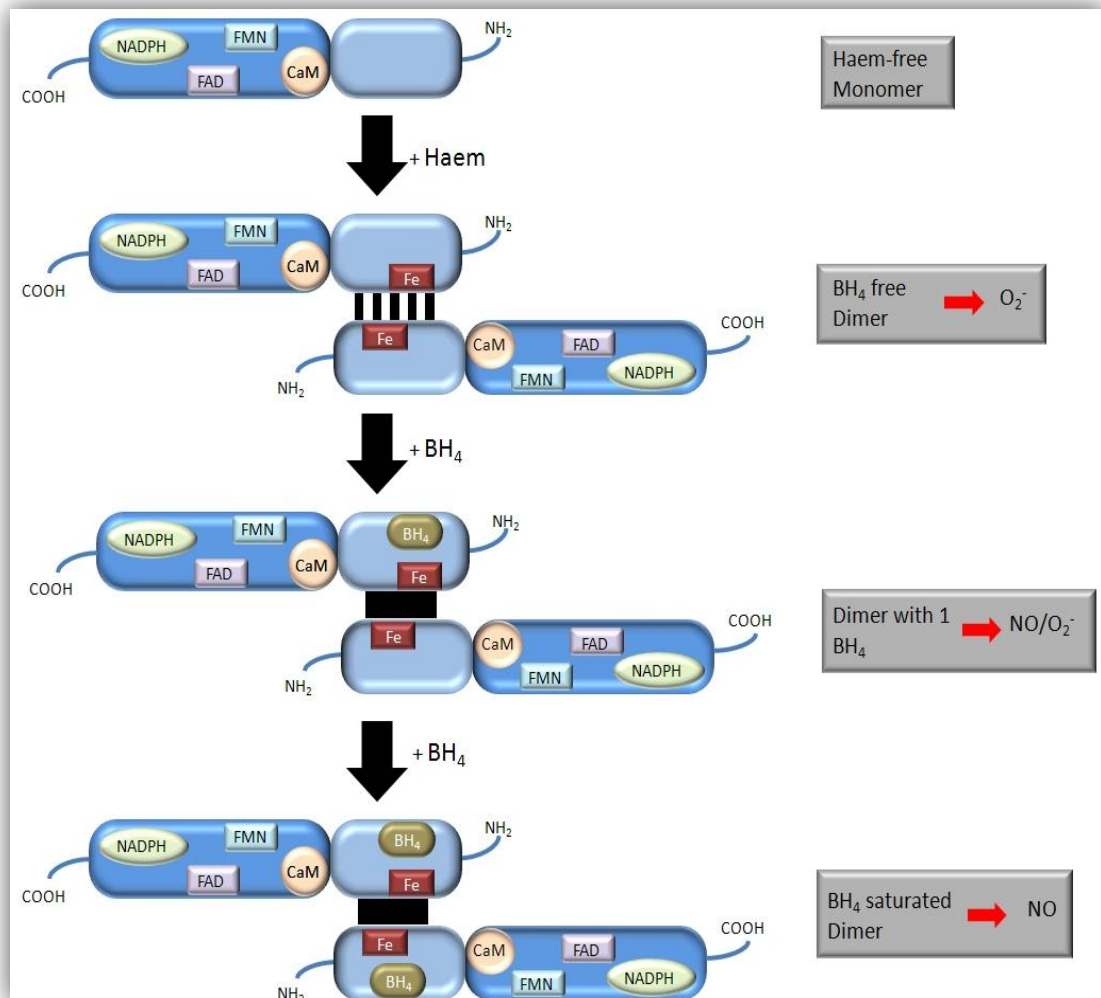 NADPH FMN NH₂
FAD CaM
COOH
Haem-free
Monomer
+ Haem
NADPH FMN NH₂
FAD CaM
COOH Fe
BH₄ free → O₂⁻
Dimer
Fe CaM FAD COOH
NH₂ FMN NADPH
+ BH₄
NADPH FMN BH₄ NH₂
FAD CaM Fe
COOH
Dimer with 1 → NO/O₂⁻
BH₄
Fe CaM FAD COOH
NH₂ FMN NADPH
+ BH₄
NADPH FMN BH₄ NH₂
FAD CaM Fe
COOH
BH₄ saturated → NO
Dimer
Fe CaM FAD COOH
NH₂ BH₄ FMN NADPH